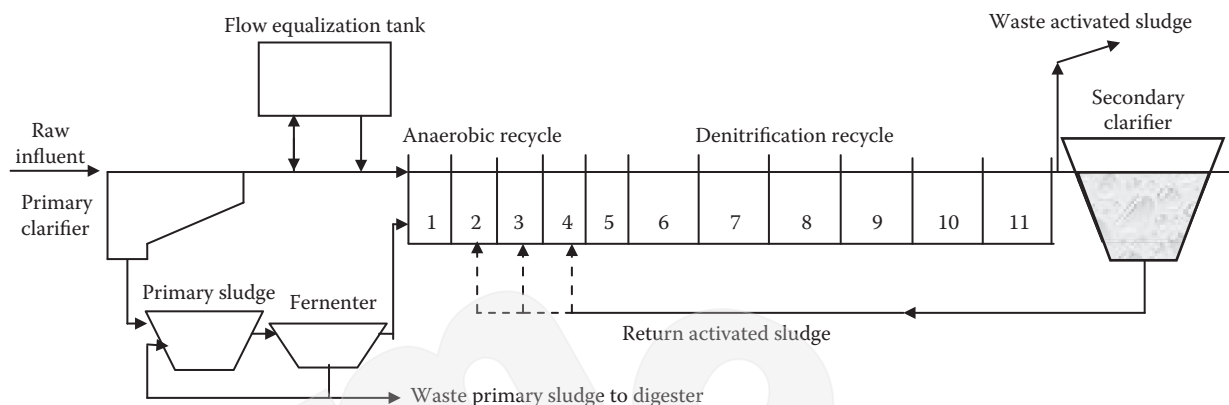 Flow equalization tank
Waste activated sludge
Secondary
clarifier
Raw
influent
Anaerobic recycle
Denitrification recycle
Primary
clarifier
1 2 3 4 5 6 7 8 9 10 11
Primary sludge
Fernenter
Return activated sludge
Waste primary sludge to digester